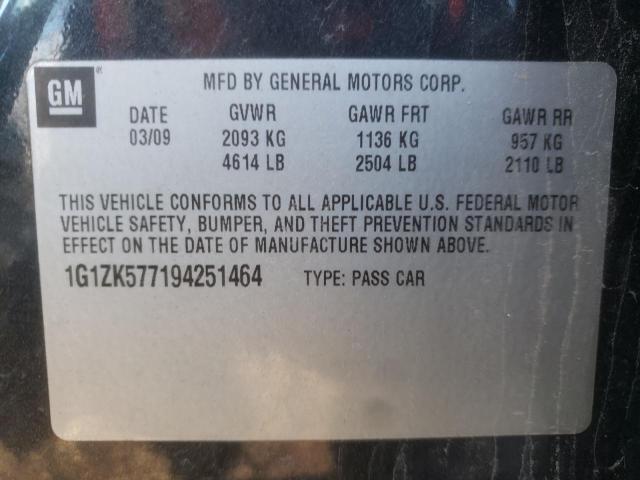 GM®
MFD BY GENERAL MOTORS CORP.
DATE GVWR GAWR FRT GAWR RR
03/09 2093 KG 1136 KG 957 KG
4614 LB 2504 LB 2110 LB
THIS VEHICLE CONFORMS TO ALL APPLICABLE U.S. FEDERAL MOTOR
VEHICLE SAFETY, BUMPER, AND THEFT PREVENTION STANDARDS IN
EFFECT ON THE DATE OF MANUFACTURE SHOWN ABOVE.
1G1ZK577194251464 TYPE: PASS CAR